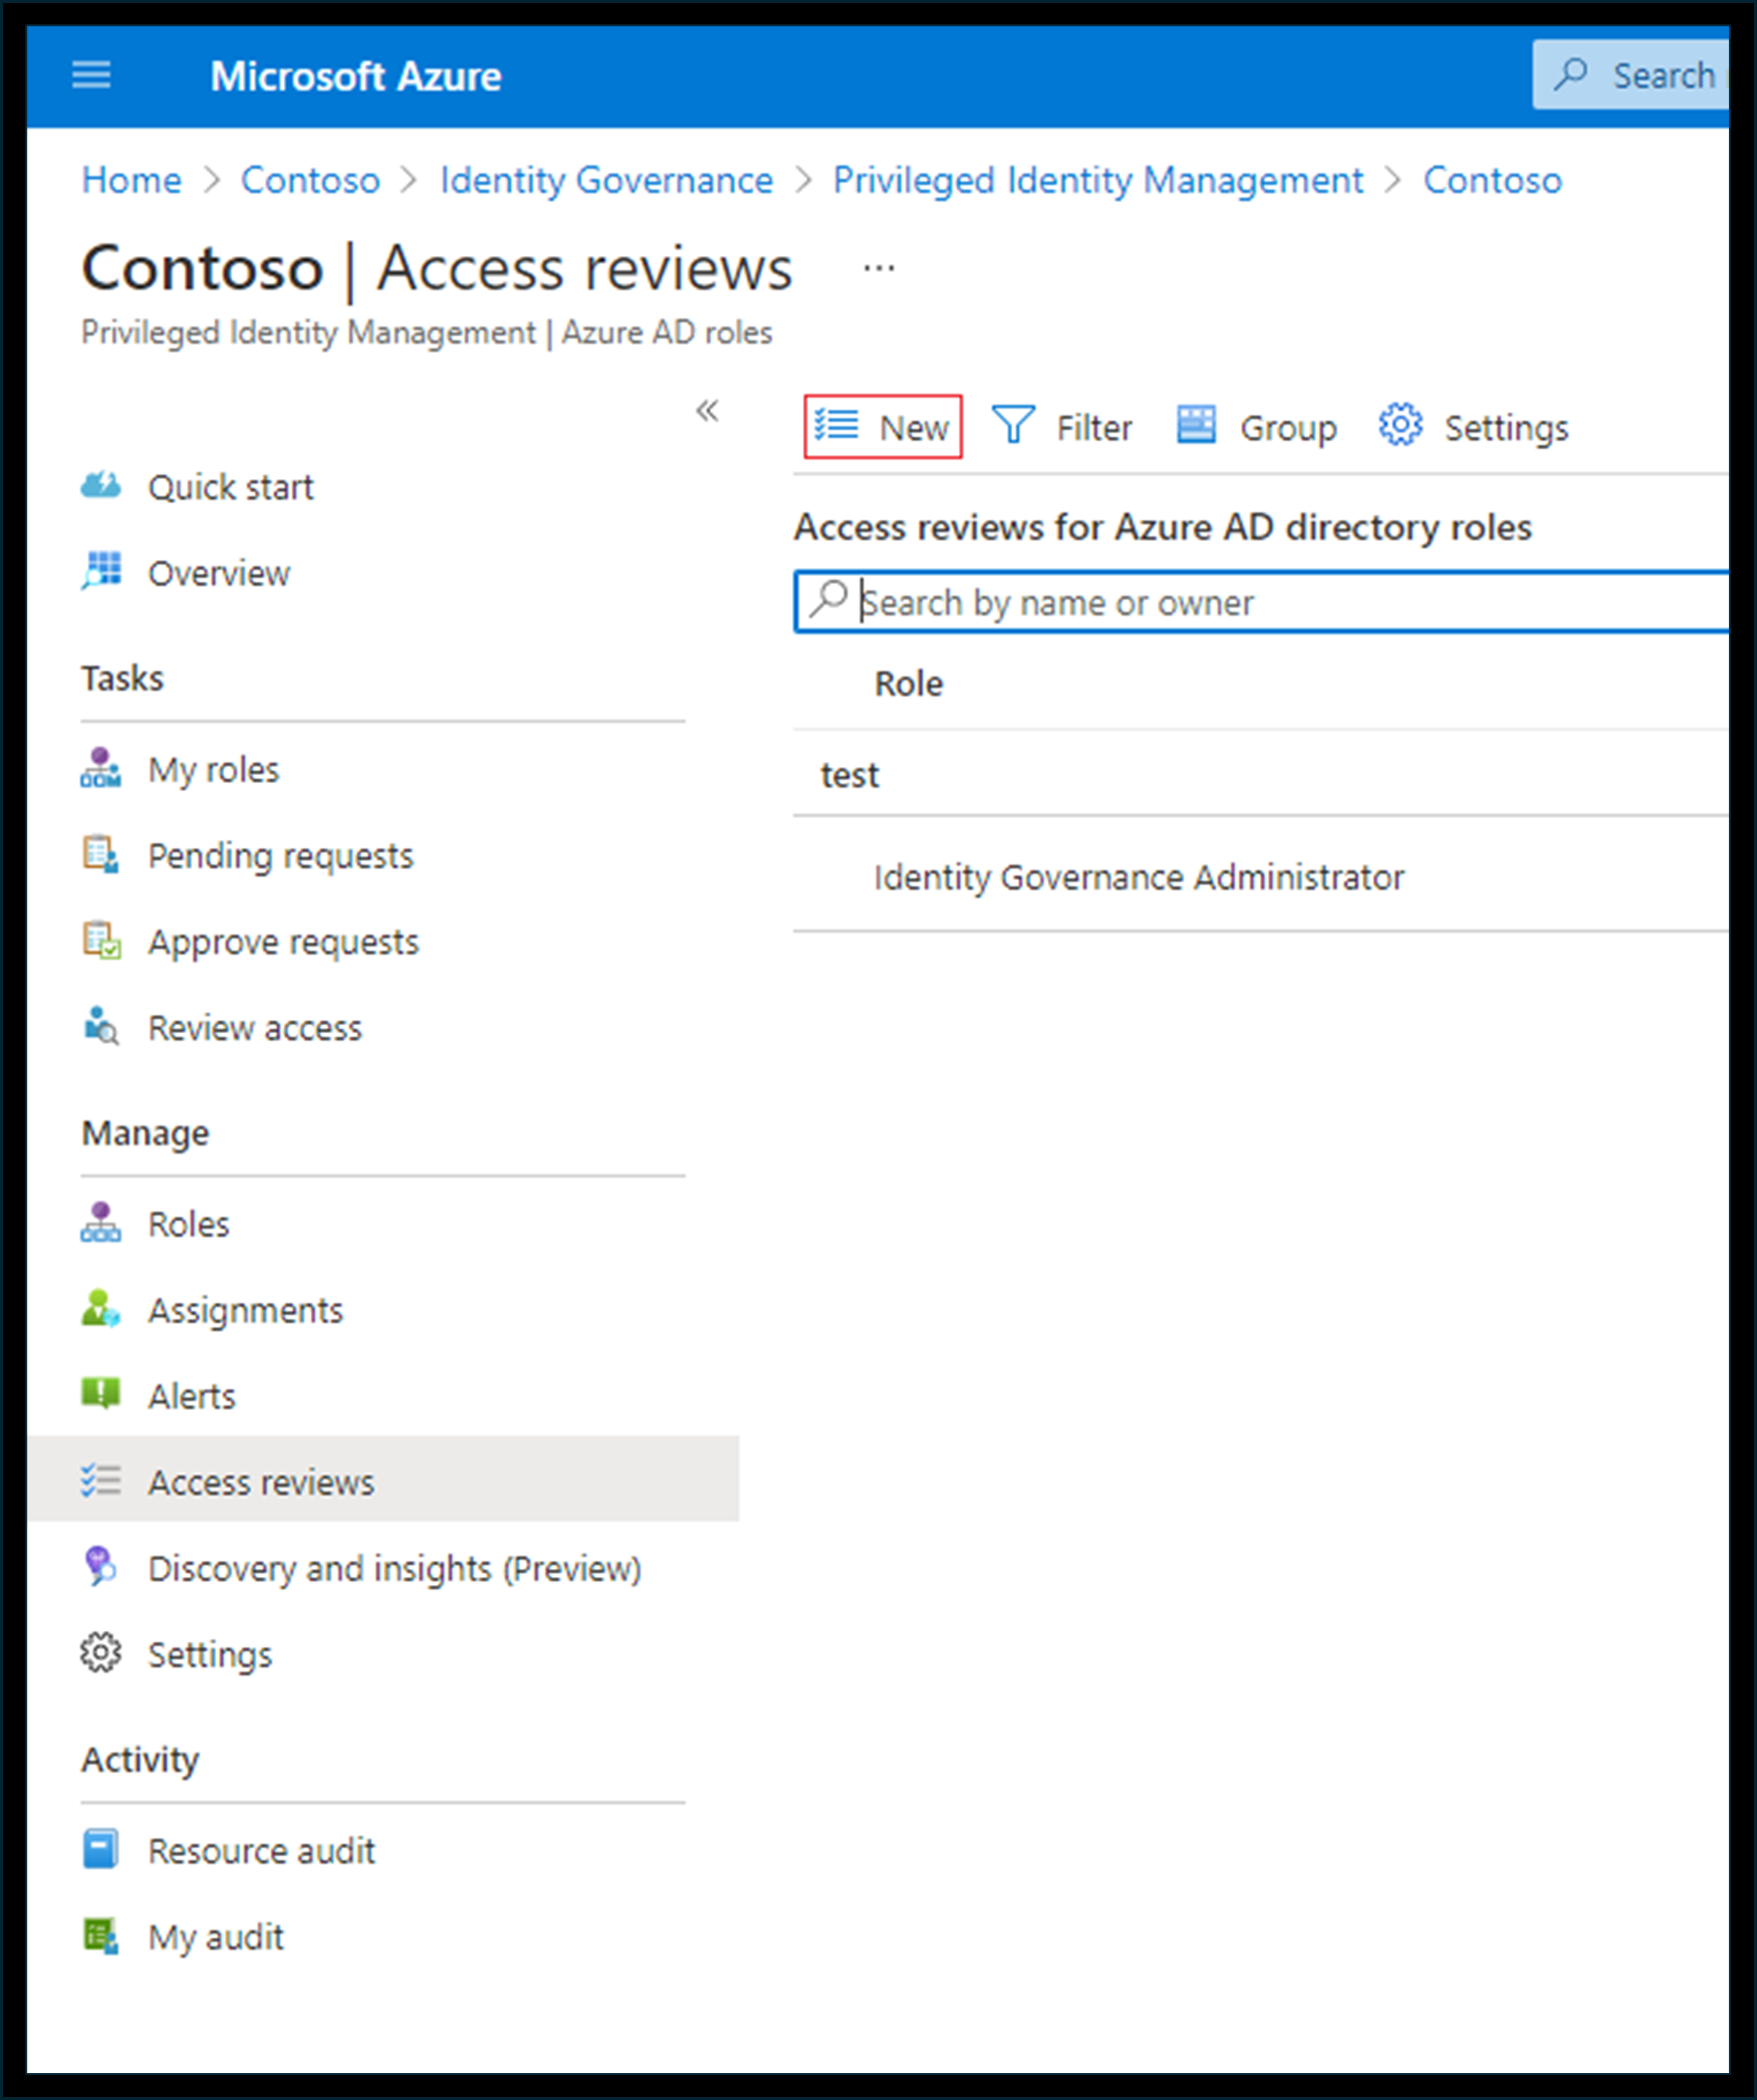 Microsoft Azure
Search
Home > Contoso > Identity Governance > Privileged Identity Management > Contoso
Contoso | Access reviews ...
Privileged Identity Management | Azure AD roles
«
New Filter Group Settings
Quick start
Overview
Tasks
My roles
Pending requests
Approve requests
Review access
Manage
Roles
Assignments
Alerts
Access reviews
Discovery and insights (Preview)
Settings
Activity
Resource audit
My audit
Access reviews for Azure AD directory roles
Search by name or owner
Role
test
Identity Governance Administrator